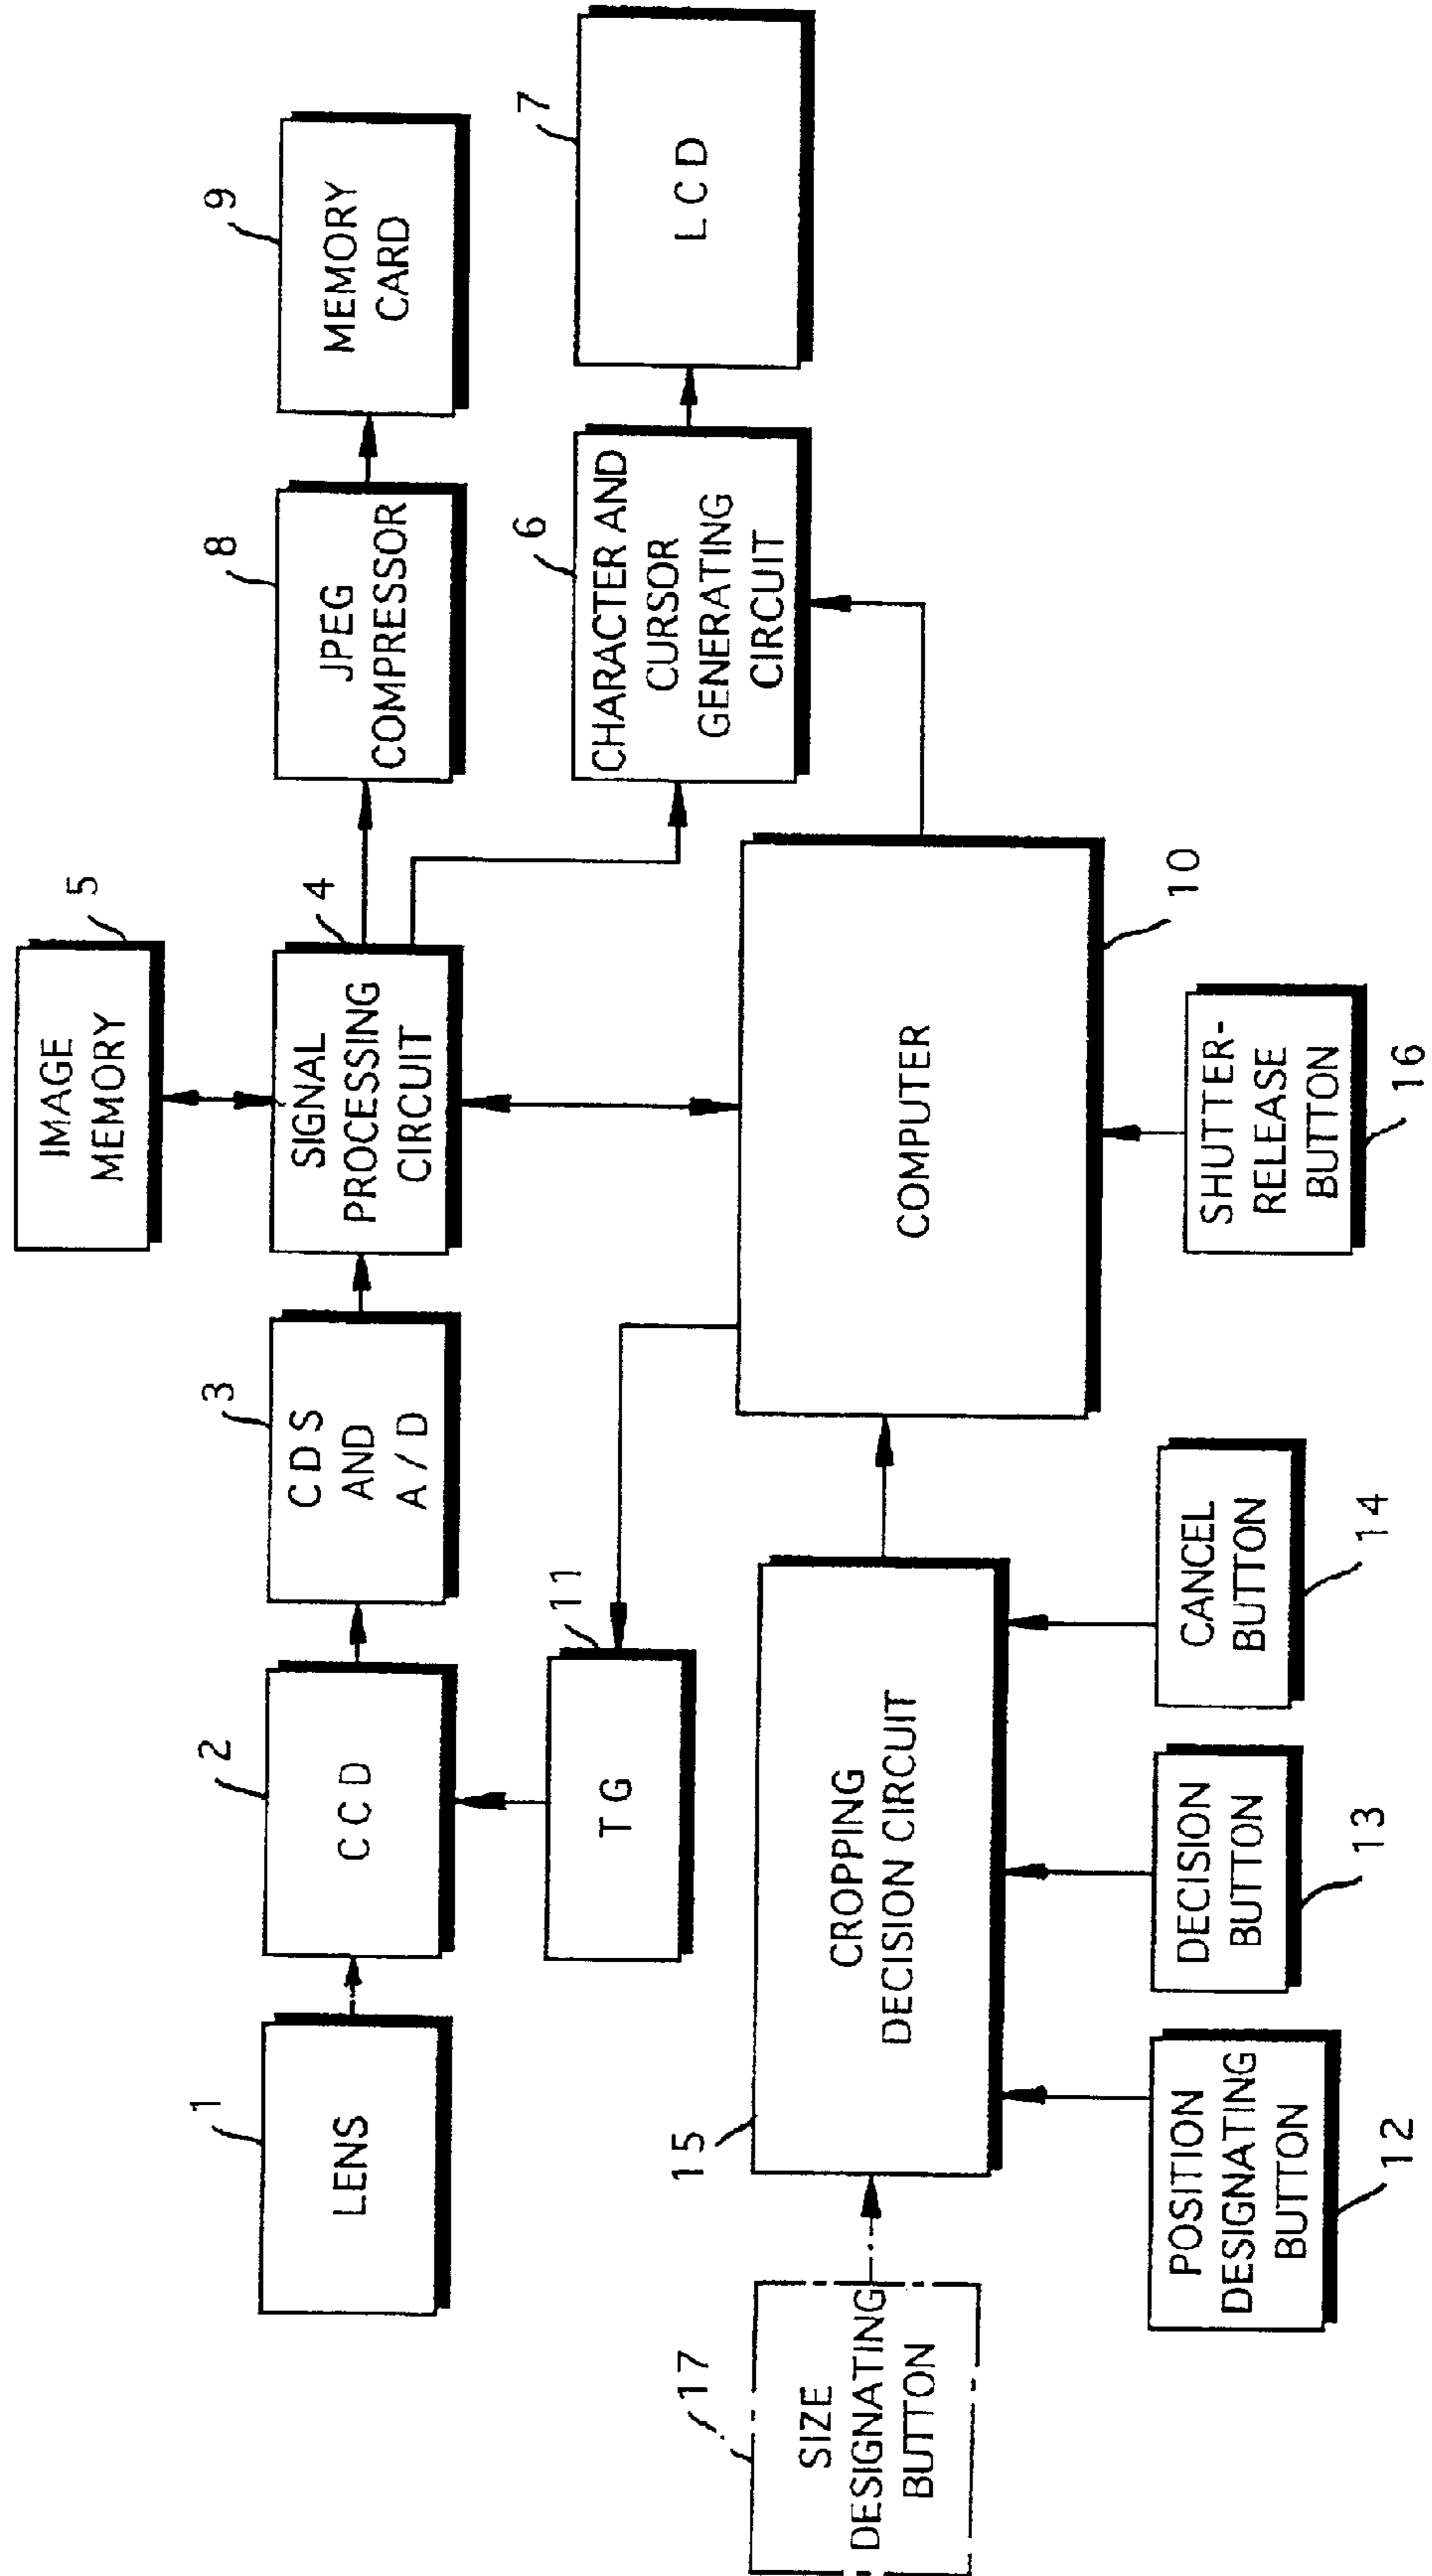 5
IMAGE
MEMORY
1
LENS
2
CCD
3
CDS
AND
A/D
4
SIGNAL
PROCESSING
CIRCUIT
8
JPEG
COMPRESSOR
9
MEMORY
CARD
11
TG
6
CHARACTER AND
CURSOR
GENERATING
CIRCUIT
7
LCD
17
SIZE
DESIGNATING
BUTTON
15
CROPPING
DECISION CIRCUIT
COMPUTER
10
POSITION
DESIGNATING
BUTTON
12
DECISION
BUTTON
13
CANCEL
BUTTON
14
SHUTTER-
RELEASE
BUTTON
16